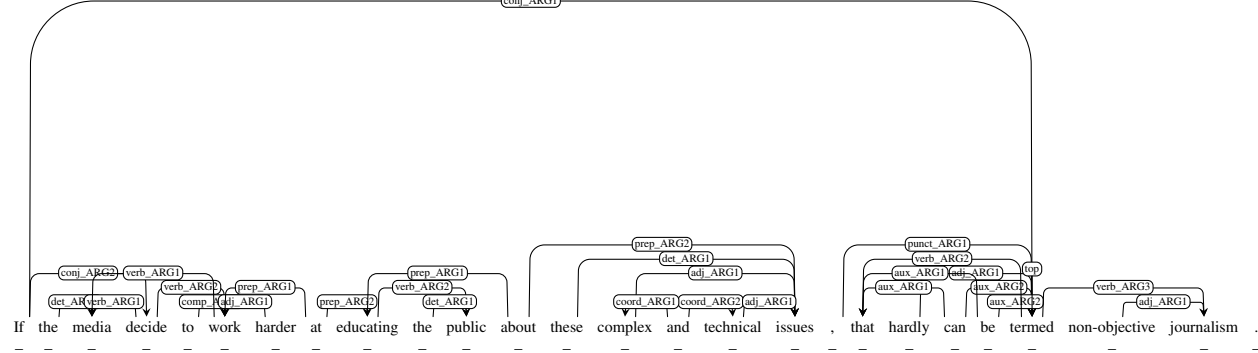 conj_ARG1
prep_ARG2 punct_ARG1
det_ARG1 verb_ARG2
conj_ARG2 verb_ARG1 prep_ARG1 adj_ARG1 aux_ARG1 adj_ARG1 top
verb_ARG2 prep_ARG1 verb_ARG2 aux_ARG1 aux_ARG2 verb_ARG3
verb_ARG1 adj_ARG1 prep_ARG2 det_ARG1 coord_ARG1 coord_ARG2 adj_ARG1 aux_ARG2 adj_ARG1
If the media decide to work harder at educating the public about these complex and technical issues , that hardly can be termed non-objective journalism .